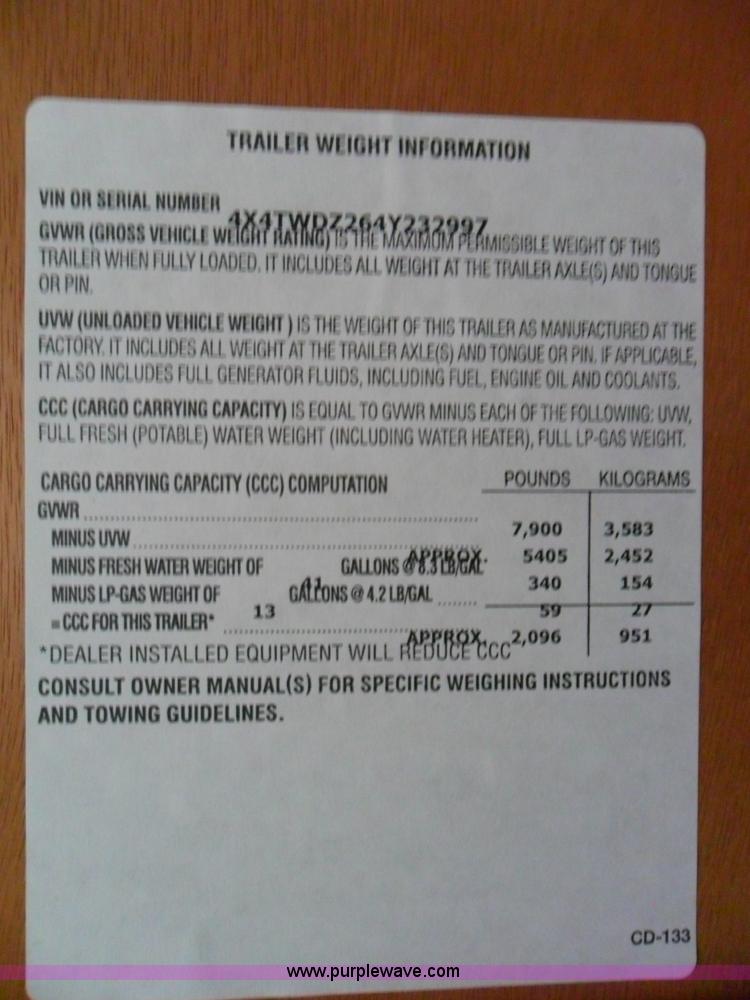 TRAILER WEIGHT INFORMATION
VIN OR SERIAL NUMBER
4X4TWDZ264Y232997
GVWR (GROSS VEHICLE WEIGHT RATING) IS THE MAXIMUM PERMISSIBLE WEIGHT OF THIS
TRAILER WHEN FULLY LOADED. IT INCLUDES ALL WEIGHT AT THE TRAILER AXLE(S) AND TONGUE
OR PIN.
UVW (UNLOADED VEHICLE WEIGHT ) IS THE WEIGHT OF THIS TRAILER AS MANUFACTURED AT THE
FACTORY. IT INCLUDES ALL WEIGHT AT THE TRAILER AXLE(S) AND TONGUE OR PIN. IF APPLICABLE,
IT ALSO INCLUDES FULL GENERATOR FLUIDS, INCLUDING FUEL, ENGINE OIL AND COOLANTS.
CCC (CARGO CARRYING CAPACITY) IS EQUAL TO GVWR MINUS EACH OF THE FOLLOWING: UVW,
FULL FRESH (POTABLE) WATER WEIGHT (INCLUDING WATER HEATER), FULL LP-GAS WEIGHT.
CARGO CARRYING CAPACITY (CCC) COMPUTATION POUNDS KILOGRAMS
GVWR
7,900 3,583
MINUS UVW
APPROX. 5405 2,452
MINUS FRESH WATER WEIGHT OF GALLONS @ 8.3 LB/GAL
41 340 154
MINUS LP-GAS WEIGHT OF GALLONS @ 4.2 LB/GAL
13 59 27
= CCC FOR THIS TRAILER*
APPROX. 2,096 951
*DEALER INSTALLED EQUIPMENT WILL REDUCE CCC
CONSULT OWNER MANUAL(S) FOR SPECIFIC WEIGHING INSTRUCTIONS
AND TOWING GUIDELINES.
CD-133
www.purplewave.com